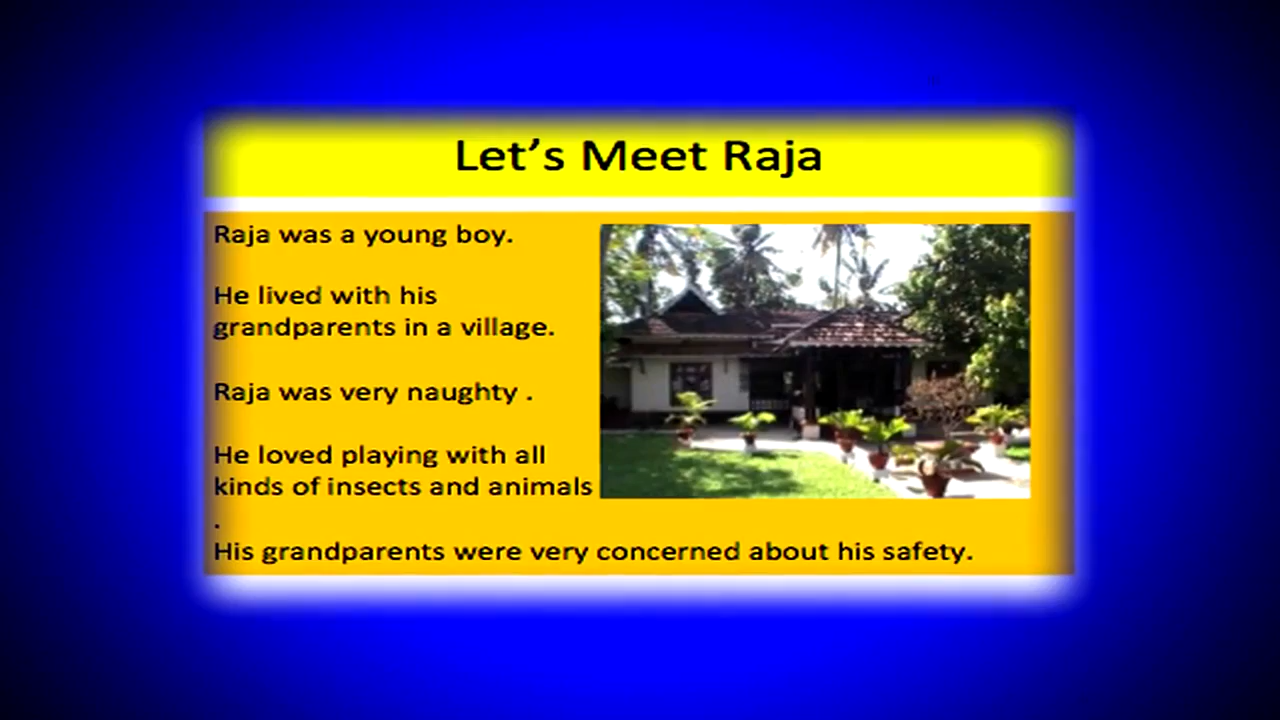 Let's Meet Raja
Raja was a young boy.
He lived with his
grandparents in a village.
Raja was very naughty .
He loved playing with all
kinds of insects and animals
.
His grandparents were very concerned about his safety.